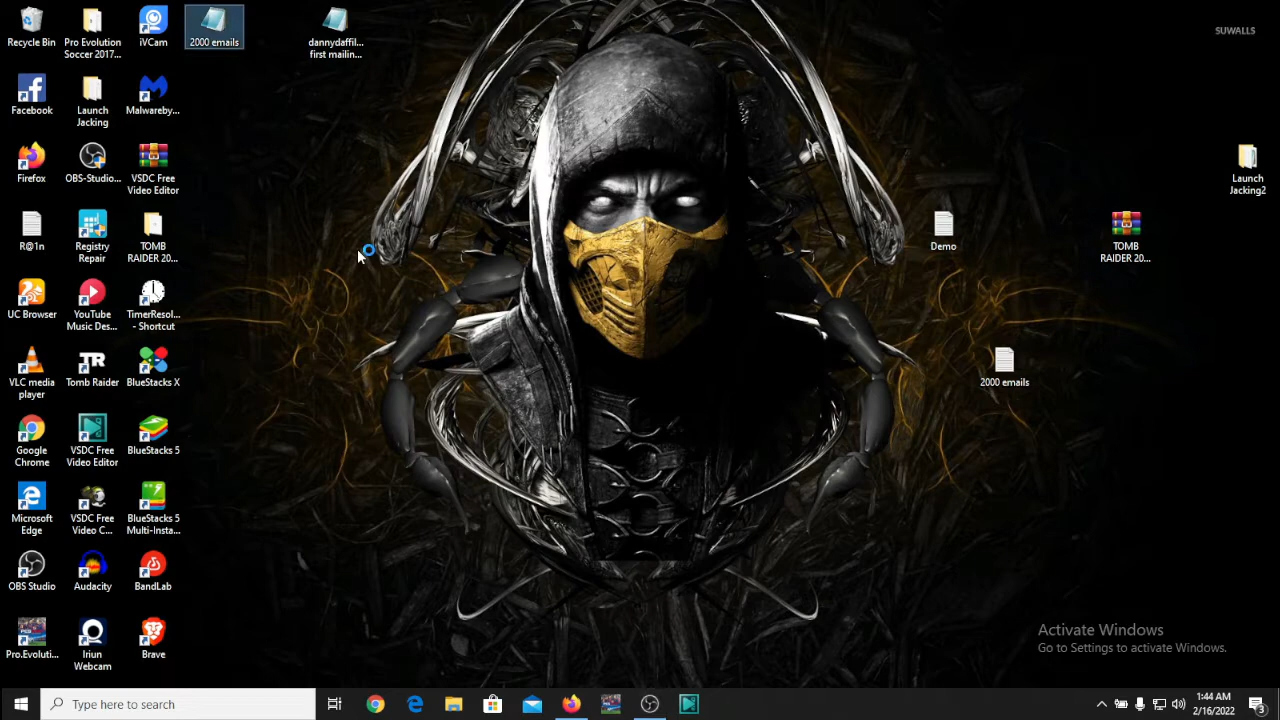 SUWALLS
Recycle Bin
Pro Evolution
Soccer 2017...
iVCam
2000 emails
dannydaffil...
first mailin...
Facebook
Launch
Jacking
Malwareby...
Firefox
OBS-Studio...
VSDC Free
Video Editor
Launch
Jacking2
R@1n
Registry
Repair
TOMB
RAIDER 20...
Demo
TOMB
RAIDER 20...
UC Browser
YouTube
Music Des...
TimerResol...
- Shortcut
VLC media
player
TR
Tomb Raider
BlueStacks X
2000 emails
Google
Chrome
VSDC Free
Video Editor
BlueStacks 5
Microsoft
Edge
VSDC Free
Video C...
BlueStacks 5
Multi-Insta...
OBS Studio
Audacity
BandLab
Pro.Evoluti...
Iriun
Webcam
Brave
Activate Windows
Go to Settings to activate Windows.
Type here to search
1:44 AM
2/16/2022
3